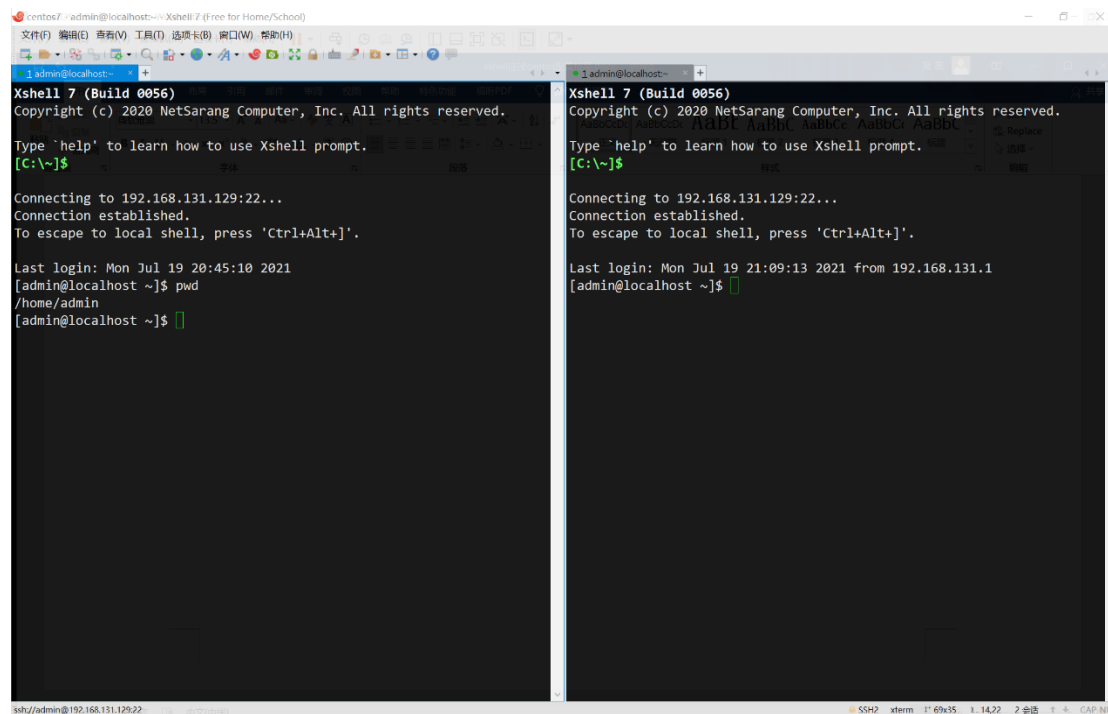 centos7 - admin@localhost:~ - Xshell 7 (Free for Home/School)
文件(F) 编辑(E) 查看(V) 工具(T) 选项卡(B) 窗口(W) 帮助(H)
1 admin@localhost:~ × +
Xshell 7 (Build 0056)
Copyright (c) 2020 NetSarang Computer, Inc. All rights reserved.
Type `help' to learn how to use Xshell prompt.
[C:\~]$
Connecting to 192.168.131.129:22...
Connection established.
To escape to local shell, press 'Ctrl+Alt+]'.
Last login: Mon Jul 19 20:45:10 2021
[admin@localhost ~]$ pwd
/home/admin
[admin@localhost ~]$
1 admin@localhost:~ × +
Xshell 7 (Build 0056)
Copyright (c) 2020 NetSarang Computer, Inc. All rights reserved.
Type `help' to learn how to use Xshell prompt.
[C:\~]$
Connecting to 192.168.131.129:22...
Connection established.
To escape to local shell, press 'Ctrl+Alt+]'.
Last login: Mon Jul 19 21:09:13 2021 from 192.168.131.1
[admin@localhost ~]$
ssh://admin@192.168.131.129:22 SSH2 xterm 69x35 14,22 2 会话